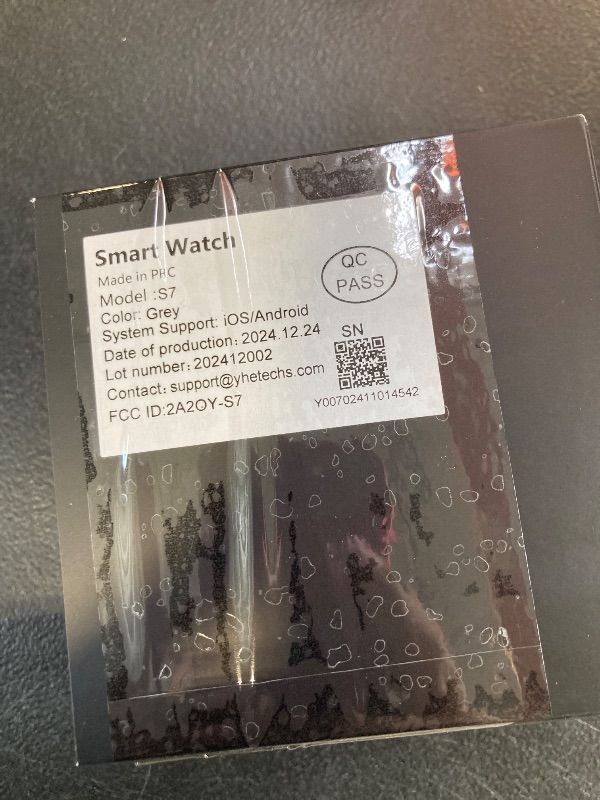 Smart Watch
Made in PRC
Model :S7
Color: Grey
System Support: iOS/Android
Date of production: 2024.12.24
Lot number: 202412002
Contact: support@yhetechs.com
FCC ID:2A2OY-S7
QC
PASS
SN
Y00702411014542